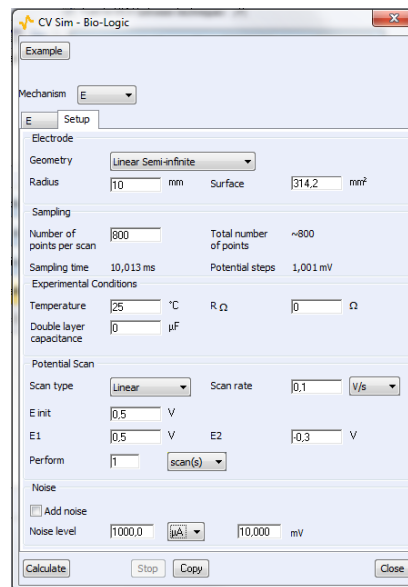 CV Sim - Bio-Logic
Example
Mechanism E
E Setup
Electrode
Geometry Linear Semi-infinite
Radius 10 mm Surface 314,2 mm²
Sampling
Number of points per scan 800 Total number of points ~800
Sampling time 10,013 ms Potential steps 1,001 mV
Experimental Conditions
Temperature 25 °C R Ω 0 Ω
Double layer capacitance 0 µF
Potential Scan
Scan type Linear Scan rate 0,1 V/s
E init 0,5 V
E1 0,5 V E2 -0,3 V
Perform 1 scan(s)
Noise
Add noise
Noise level 1000,0 µA 10,000 mV
Calculate Stop Copy Close